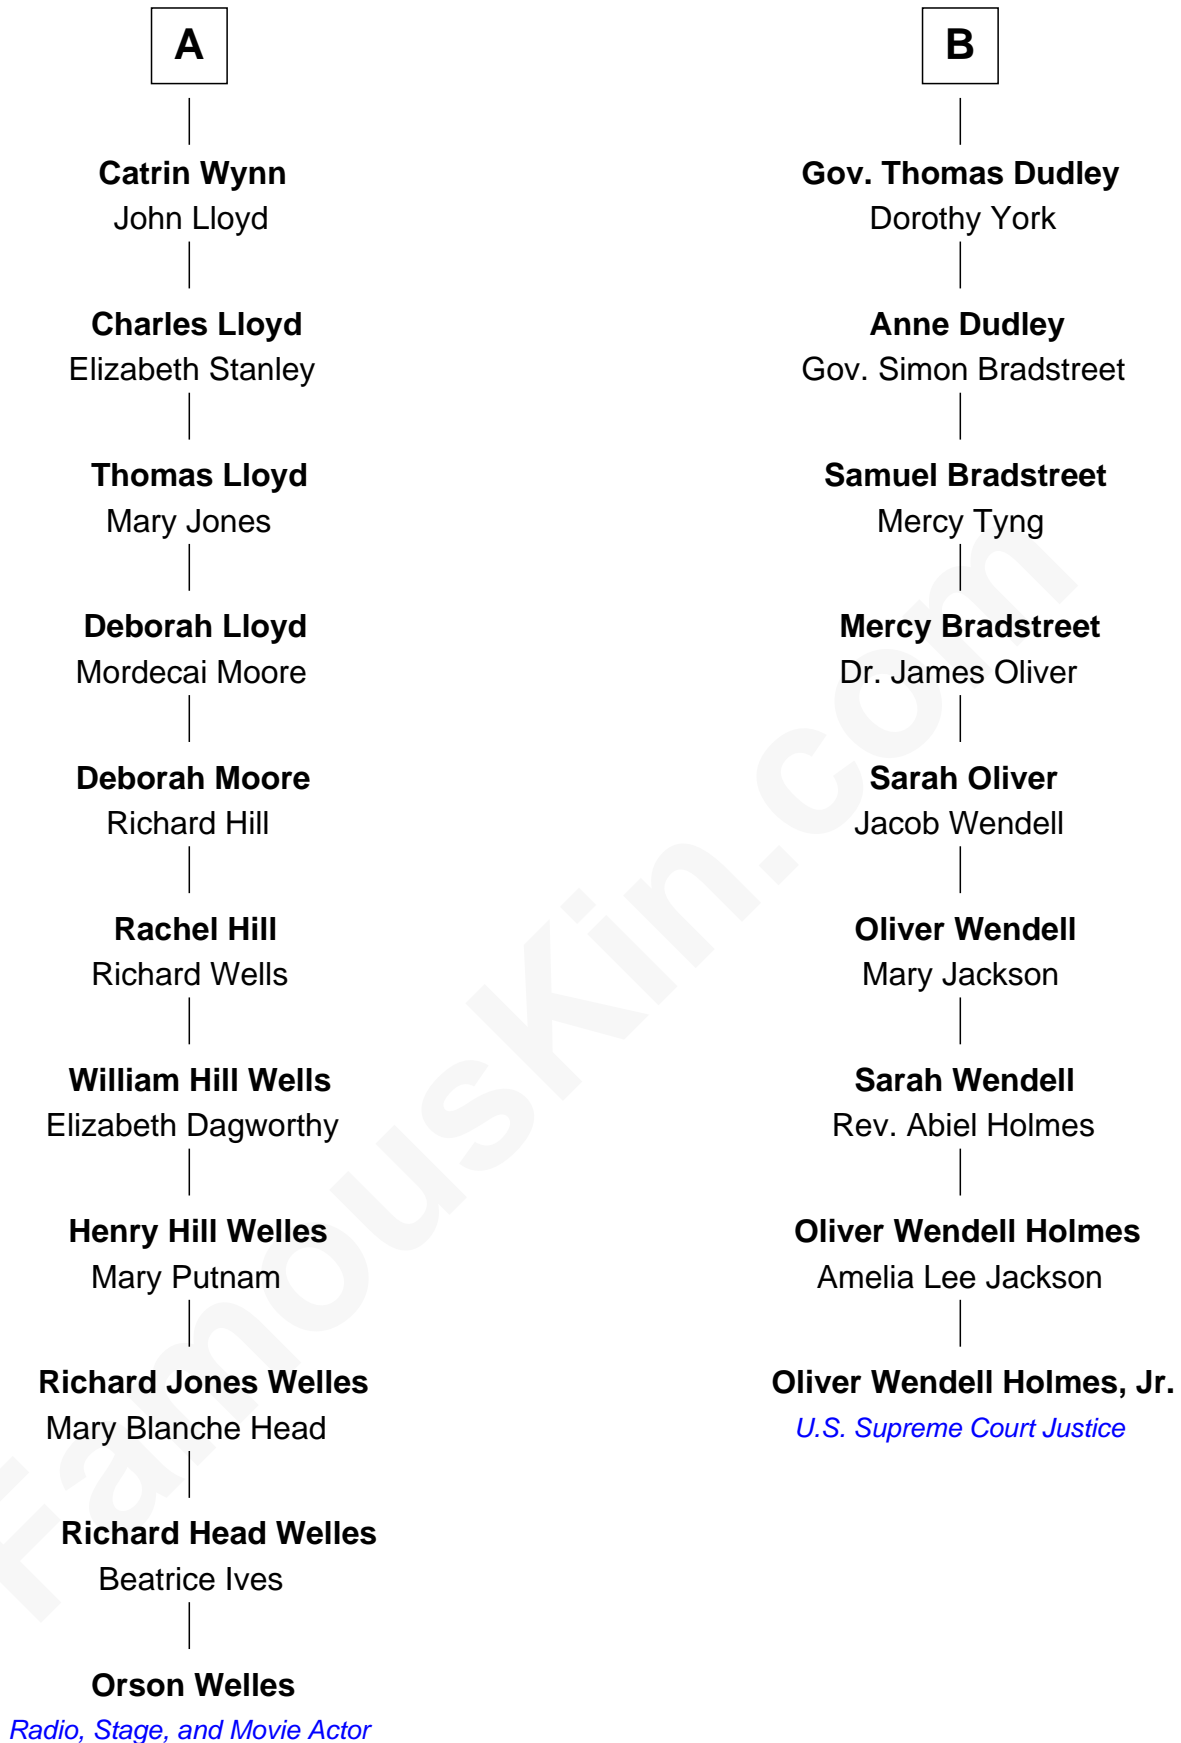 A
Catrin Wynn
John Lloyd
Charles Lloyd
Elizabeth Stanley
Thomas Lloyd
Mary Jones
Deborah Lloyd
Mordecai Moore
Deborah Moore
Richard Hill
Rachel Hill
Richard Wells
William Hill Wells
Elizabeth Dagworthy
Henry Hill Welles
Mary Putnam
Richard Jones Welles
Mary Blanche Head
Richard Head Welles
Beatrice Ives
Orson Welles
Radio, Stage, and Movie Actor
B
Gov. Thomas Dudley
Dorothy York
Anne Dudley
Gov. Simon Bradstreet
Samuel Bradstreet
Mercy Tyng
Mercy Bradstreet
Dr. James Oliver
Sarah Oliver
Jacob Wendell
Oliver Wendell
Mary Jackson
Sarah Wendell
Rev. Abiel Holmes
Oliver Wendell Holmes
Amelia Lee Jackson
Oliver Wendell Holmes, Jr.
U.S. Supreme Court Justice
FamousKin.com